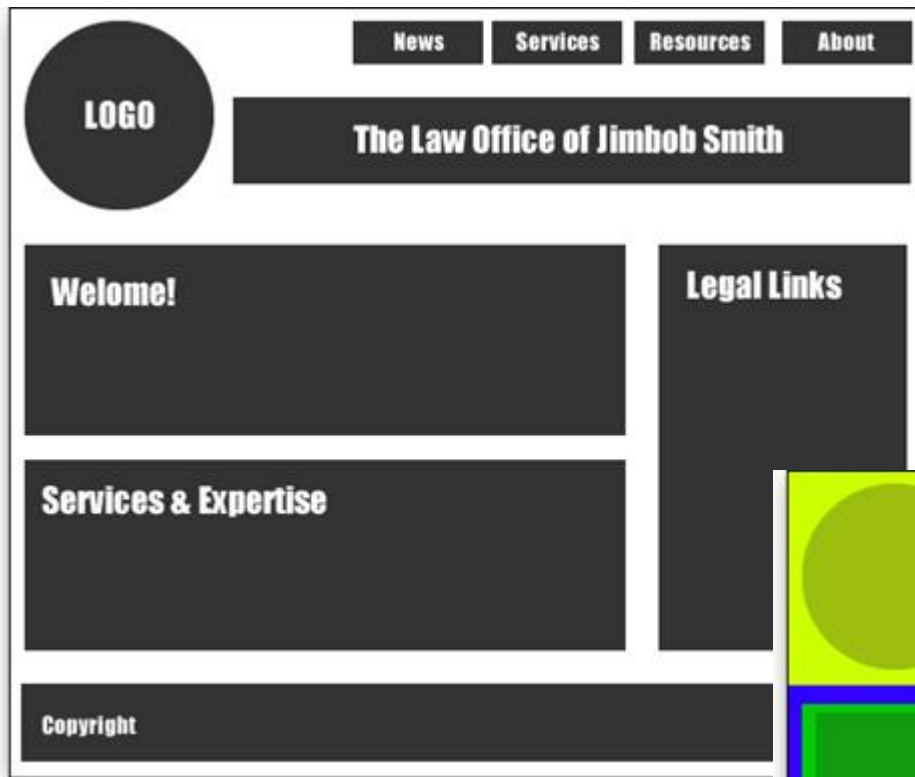 News Services Resources About
LOGO
The Law Office of Jimbob Smith
Welome!
Legal Links
Services & Expertise
Copyright